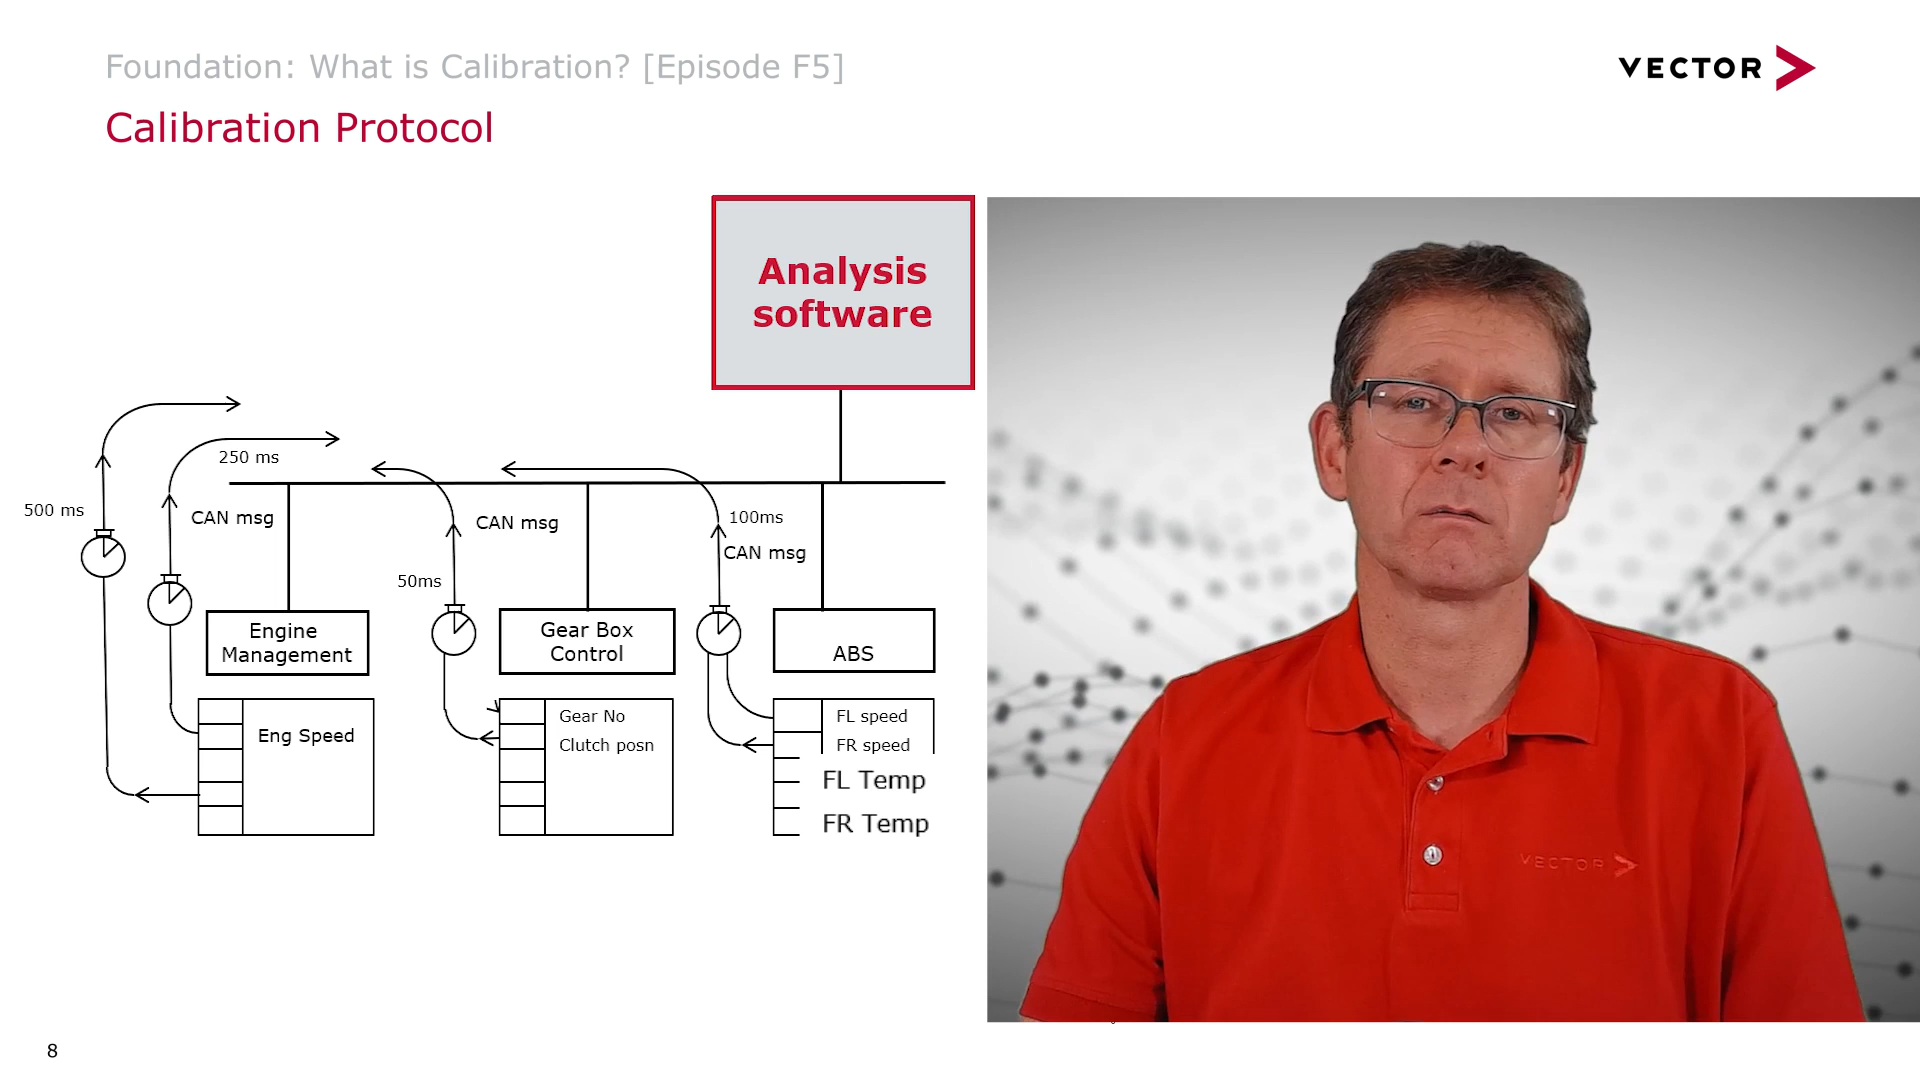 Foundation: What is Calibration? [Episode F5]
VECTOR
Calibration Protocol
Analysis
software
250 ms
500 ms
CAN msg
CAN msg
100ms
CAN msg
50ms
Engine
Management
Gear Box
Control
ABS
Eng Speed
Gear No
Clutch posn
FL speed
FR speed
FL Temp
FR Temp
VECTOR
8